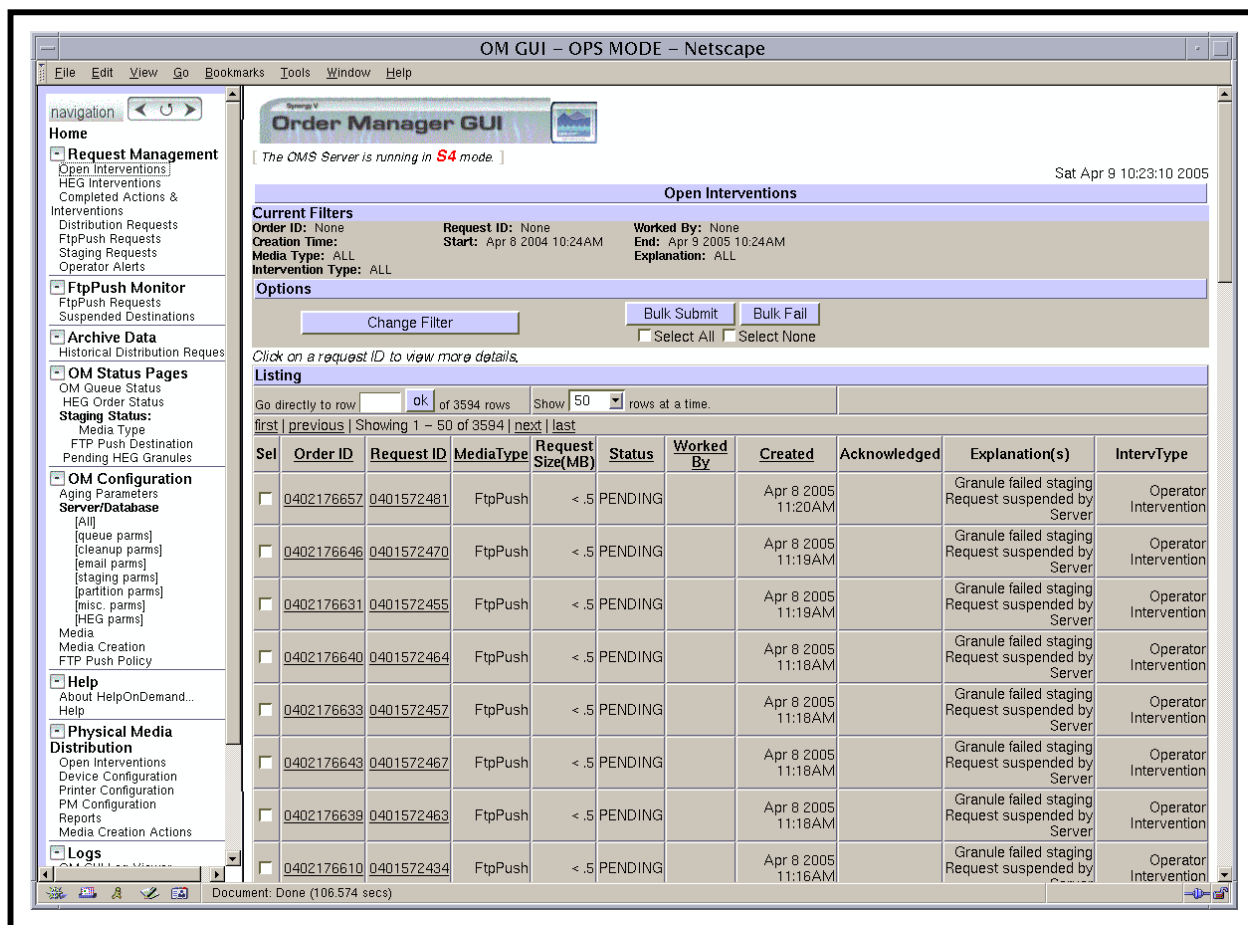 OM GUI – OPS MODE – Netscape
File Edit View Go Bookmarks Tools Window Help
navigation
Home
Request Management
Open Interventions
HEG Interventions
Completed Actions &
Interventions
Distribution Requests
FtpPush Requests
Staging Requests
Operator Alerts
FtpPush Monitor
FtpPush Requests
Suspended Destinations
Archive Data
Historical Distribution Reques
OM Status Pages
OM Queue Status
HEG Order Status
Staging Status:
Media Type
FTP Push Destination
Pending HEG Granules
OM Configuration
Aging Parameters
Server/Database
[All]
[queue parms]
[cleanup parms]
[email parms]
[staging parms]
[partition parms]
[misc. parms]
[HEG parms]
Media
Media Creation
FTP Push Policy
Help
About HelpOnDemand...
Help
Physical Media
Distribution
Open Interventions
Device Configuration
Printer Configuration
PM Configuration
Reports
Media Creation Actions
Logs
OM GUI Log Viewer
Synergy V
Order Manager GUI
[ The OMS Server is running in S4 mode. ]
Sat Apr 9 10:23:10 2005
Open Interventions
Current Filters
Order ID: None Request ID: None Worked By: None
Creation Time: Start: Apr 8 2004 10:24AM End: Apr 9 2005 10:24AM
Media Type: ALL Explanation: ALL
Intervention Type: ALL
Options
Change Filter Bulk Submit Bulk Fail
Select All Select None
Click on a request ID to view more details.
Listing
Go directly to row ok of 3594 rows Show 50 rows at a time.
first | previous | Showing 1 – 50 of 3594 | next | last
Sel Order ID Request ID MediaType Request Size(MB) Status Worked By Created Acknowledged Explanation(s) IntervType
0402176657 0401572481 FtpPush < .5 PENDING Apr 8 2005 11:20AM Granule failed staging Request suspended by Server Operator Intervention
0402176646 0401572470 FtpPush < .5 PENDING Apr 8 2005 11:19AM Granule failed staging Request suspended by Server Operator Intervention
0402176631 0401572455 FtpPush < .5 PENDING Apr 8 2005 11:19AM Granule failed staging Request suspended by Server Operator Intervention
0402176640 0401572464 FtpPush < .5 PENDING Apr 8 2005 11:18AM Granule failed staging Request suspended by Server Operator Intervention
0402176633 0401572457 FtpPush < .5 PENDING Apr 8 2005 11:18AM Granule failed staging Request suspended by Server Operator Intervention
0402176643 0401572467 FtpPush < .5 PENDING Apr 8 2005 11:18AM Granule failed staging Request suspended by Server Operator Intervention
0402176639 0401572463 FtpPush < .5 PENDING Apr 8 2005 11:18AM Granule failed staging Request suspended by Server Operator Intervention
0402176610 0401572434 FtpPush < .5 PENDING Apr 8 2005 11:16AM Granule failed staging Request suspended by Server Operator Intervention
Document: Done (106.574 secs)